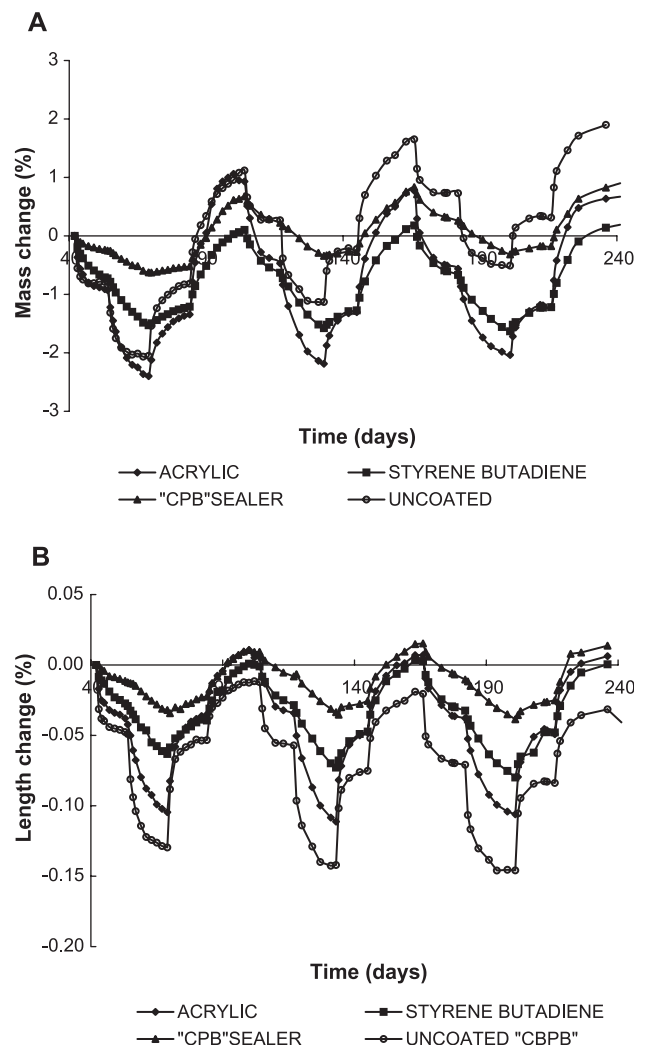 A
Mass change (%)
3
2
1
0
-1
-2
-3
40 90 140 190 240
Time (days)
ACRYLIC STYRENE BUTADIENE
"CPB"SEALER UNCOATED
B
Length change (%)
0.05
0.00
-0.05
-0.10
-0.15
-0.20
40 140 190 240
Time (days)
ACRYLIC STYRENE BUTADIENE
"CPB"SEALER UNCOATED "CBPB"